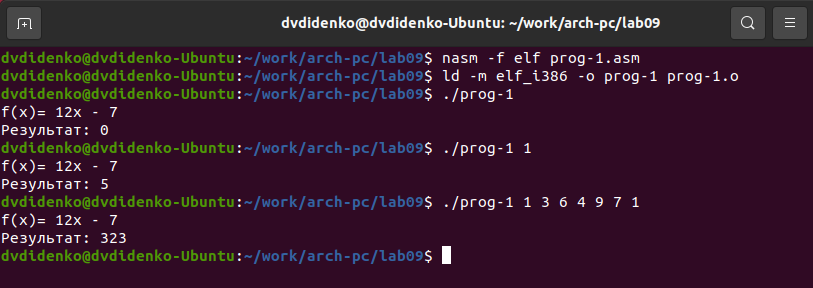 dvdidenko@dvdidenko-Ubuntu: ~/work/arch-pc/lab09
dvdidenko@dvdidenko-Ubuntu:~/work/arch-pc/lab09$ nasm -f elf prog-1.asm
dvdidenko@dvdidenko-Ubuntu:~/work/arch-pc/lab09$ ld -m elf_i386 -o prog-1 prog-1.o
dvdidenko@dvdidenko-Ubuntu:~/work/arch-pc/lab09$ ./prog-1
f(x)= 12x - 7
Результат: 0
dvdidenko@dvdidenko-Ubuntu:~/work/arch-pc/lab09$ ./prog-1 1
f(x)= 12x - 7
Результат: 5
dvdidenko@dvdidenko-Ubuntu:~/work/arch-pc/lab09$ ./prog-1 1 3 6 4 9 7 1
f(x)= 12x - 7
Результат: 323
dvdidenko@dvdidenko-Ubuntu:~/work/arch-pc/lab09$